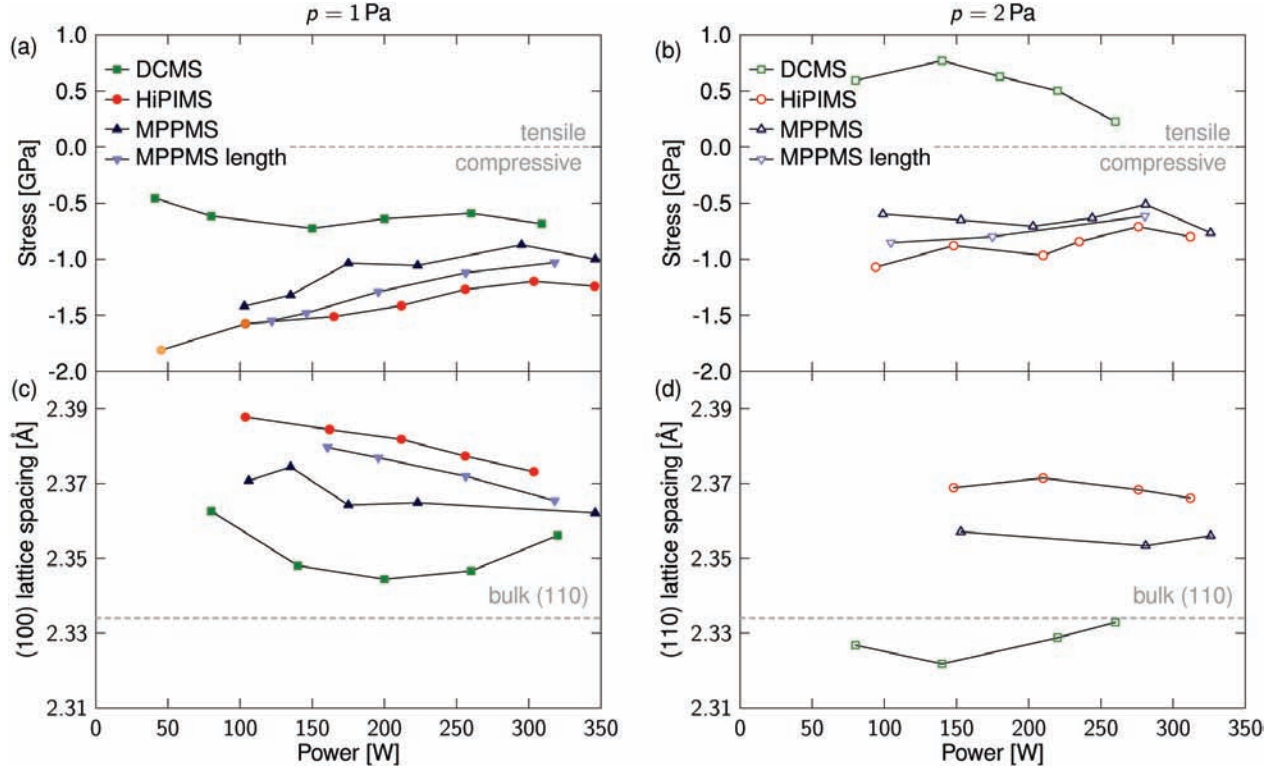 p = 1 Pa
p = 2 Pa
(a)
1.0
0.5
0.0
-0.5
-1.0
-1.5
-2.0
Stress [GPa]
DCMS
HiPIMS
MPPMS
MPPMS length
tensile
compressive
(b)
1.0
0.5
0.0
-0.5
-1.0
-1.5
-2.0
Stress [GPa]
DCMS
HiPIMS
MPPMS
MPPMS length
tensile
compressive
(c)
2.39
2.37
2.35
2.33
2.31
(100) lattice spacing [Å]
bulk (110)
0 50 100 150 200 250 300 350
Power [W]
(d)
2.39
2.37
2.35
2.33
2.31
(110) lattice spacing [Å]
bulk (110)
0 50 100 150 200 250 300 350
Power [W]